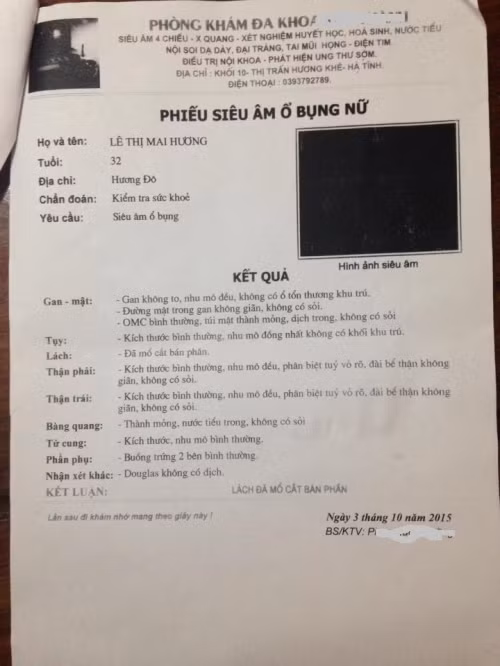 PHÒNG KHÁM ĐA KHOA
SIÊU ÂM 4 CHIỀU - X QUANG - XÉT NGHIỆM HUYẾT HỌC, HOÁ SINH, NƯỚC TIỂU
NỘI SOI DẠ DÀY, ĐẠI TRÀNG, TAI MŨI HỌNG - ĐIỆN TIM.
ĐIỀU TRỊ NỘI KHOA - PHÁT HIỆN UNG THƯ SỚM.
ĐỊA CHỈ : KHỐI 10- THỊ TRẤN HƯƠNG KHÊ- HÀ TĨNH.
ĐIỆN THOẠI : 0393792789.
PHIẾU SIÊU ÂM Ổ BỤNG NỮ
Họ và tên: LÊ THỊ MAI HƯƠNG
Tuổi: 32
Địa chỉ: Hương Đô
Chẩn đoán: Kiểm tra sức khoẻ
Yêu cầu: Siêu âm ổ bụng
Hình ảnh siêu âm
KẾT QUẢ
Gan - mật: - Gan không to, nhu mô đều, không có ổ tổn thương khu trú.
- Đường mật trong gan không giãn, không có sỏi.
- OMC bình thường, túi mật thành mỏng, dịch trong, không có sỏi
Tụy: - Kích thước bình thường, nhu mô đồng nhất không có khối khu trú.
Lách: - Đã mổ cắt bán phần.
Thận phải: - Kích thước bình thường, nhu mô đều, phân biệt tuỷ vỏ rõ, đài bể thận không
giãn, không có sỏi.
Thận trái: - Kích thước bình thường, nhu mô đều, phân biệt tuỷ vỏ rõ, đài bể thận không
giãn, không có sỏi.
Bàng quang: - Thành mỏng, nước tiểu trong, không có sỏi
Tử cung: - Kích thước, nhu mô bình thường.
Phần phụ: - Buồng trứng 2 bên bình thường.
Nhận xét khác: - Douglas không có dịch.
KẾT LUẬN: LÁCH ĐÃ MỔ CẮT BÁN PHẦN
Lần sau đi khám nhớ mang theo giấy này !
Ngày 3 tháng 10 năm 2015
BS/KTV: